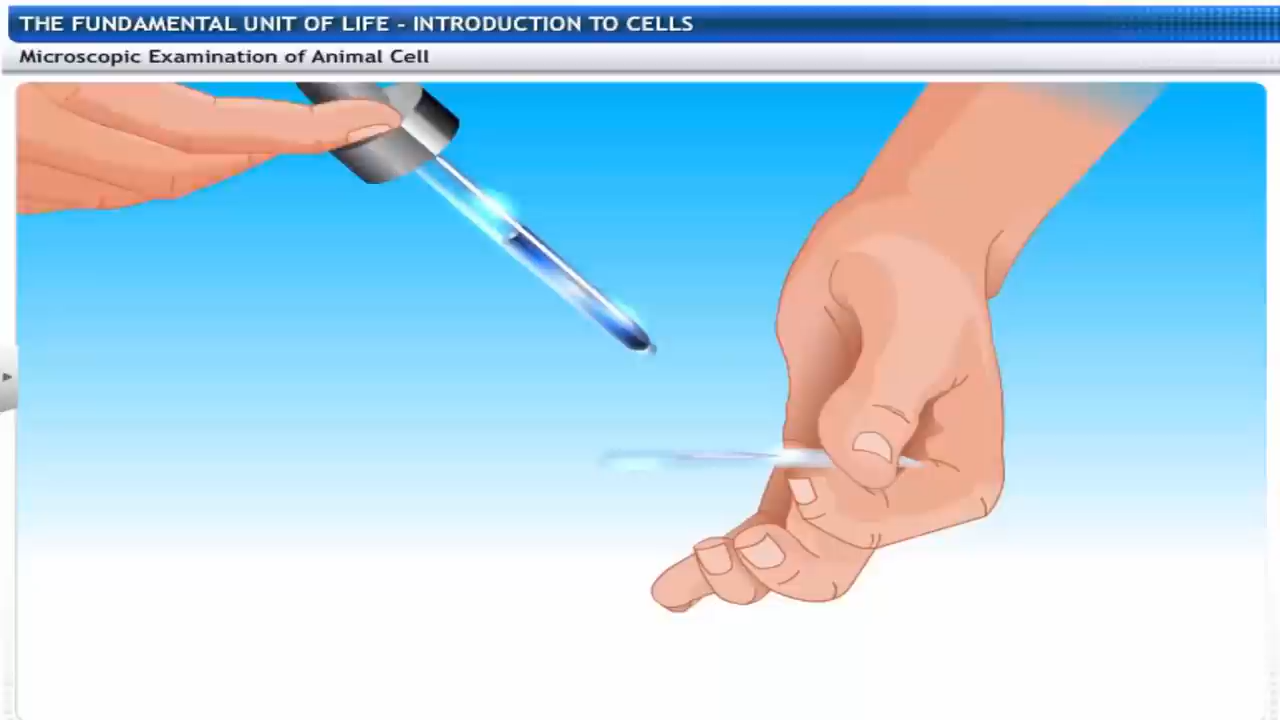 THE FUNDAMENTAL UNIT OF LIFE - INTRODUCTION TO CELLS
Microscopic Examination of Animal Cell